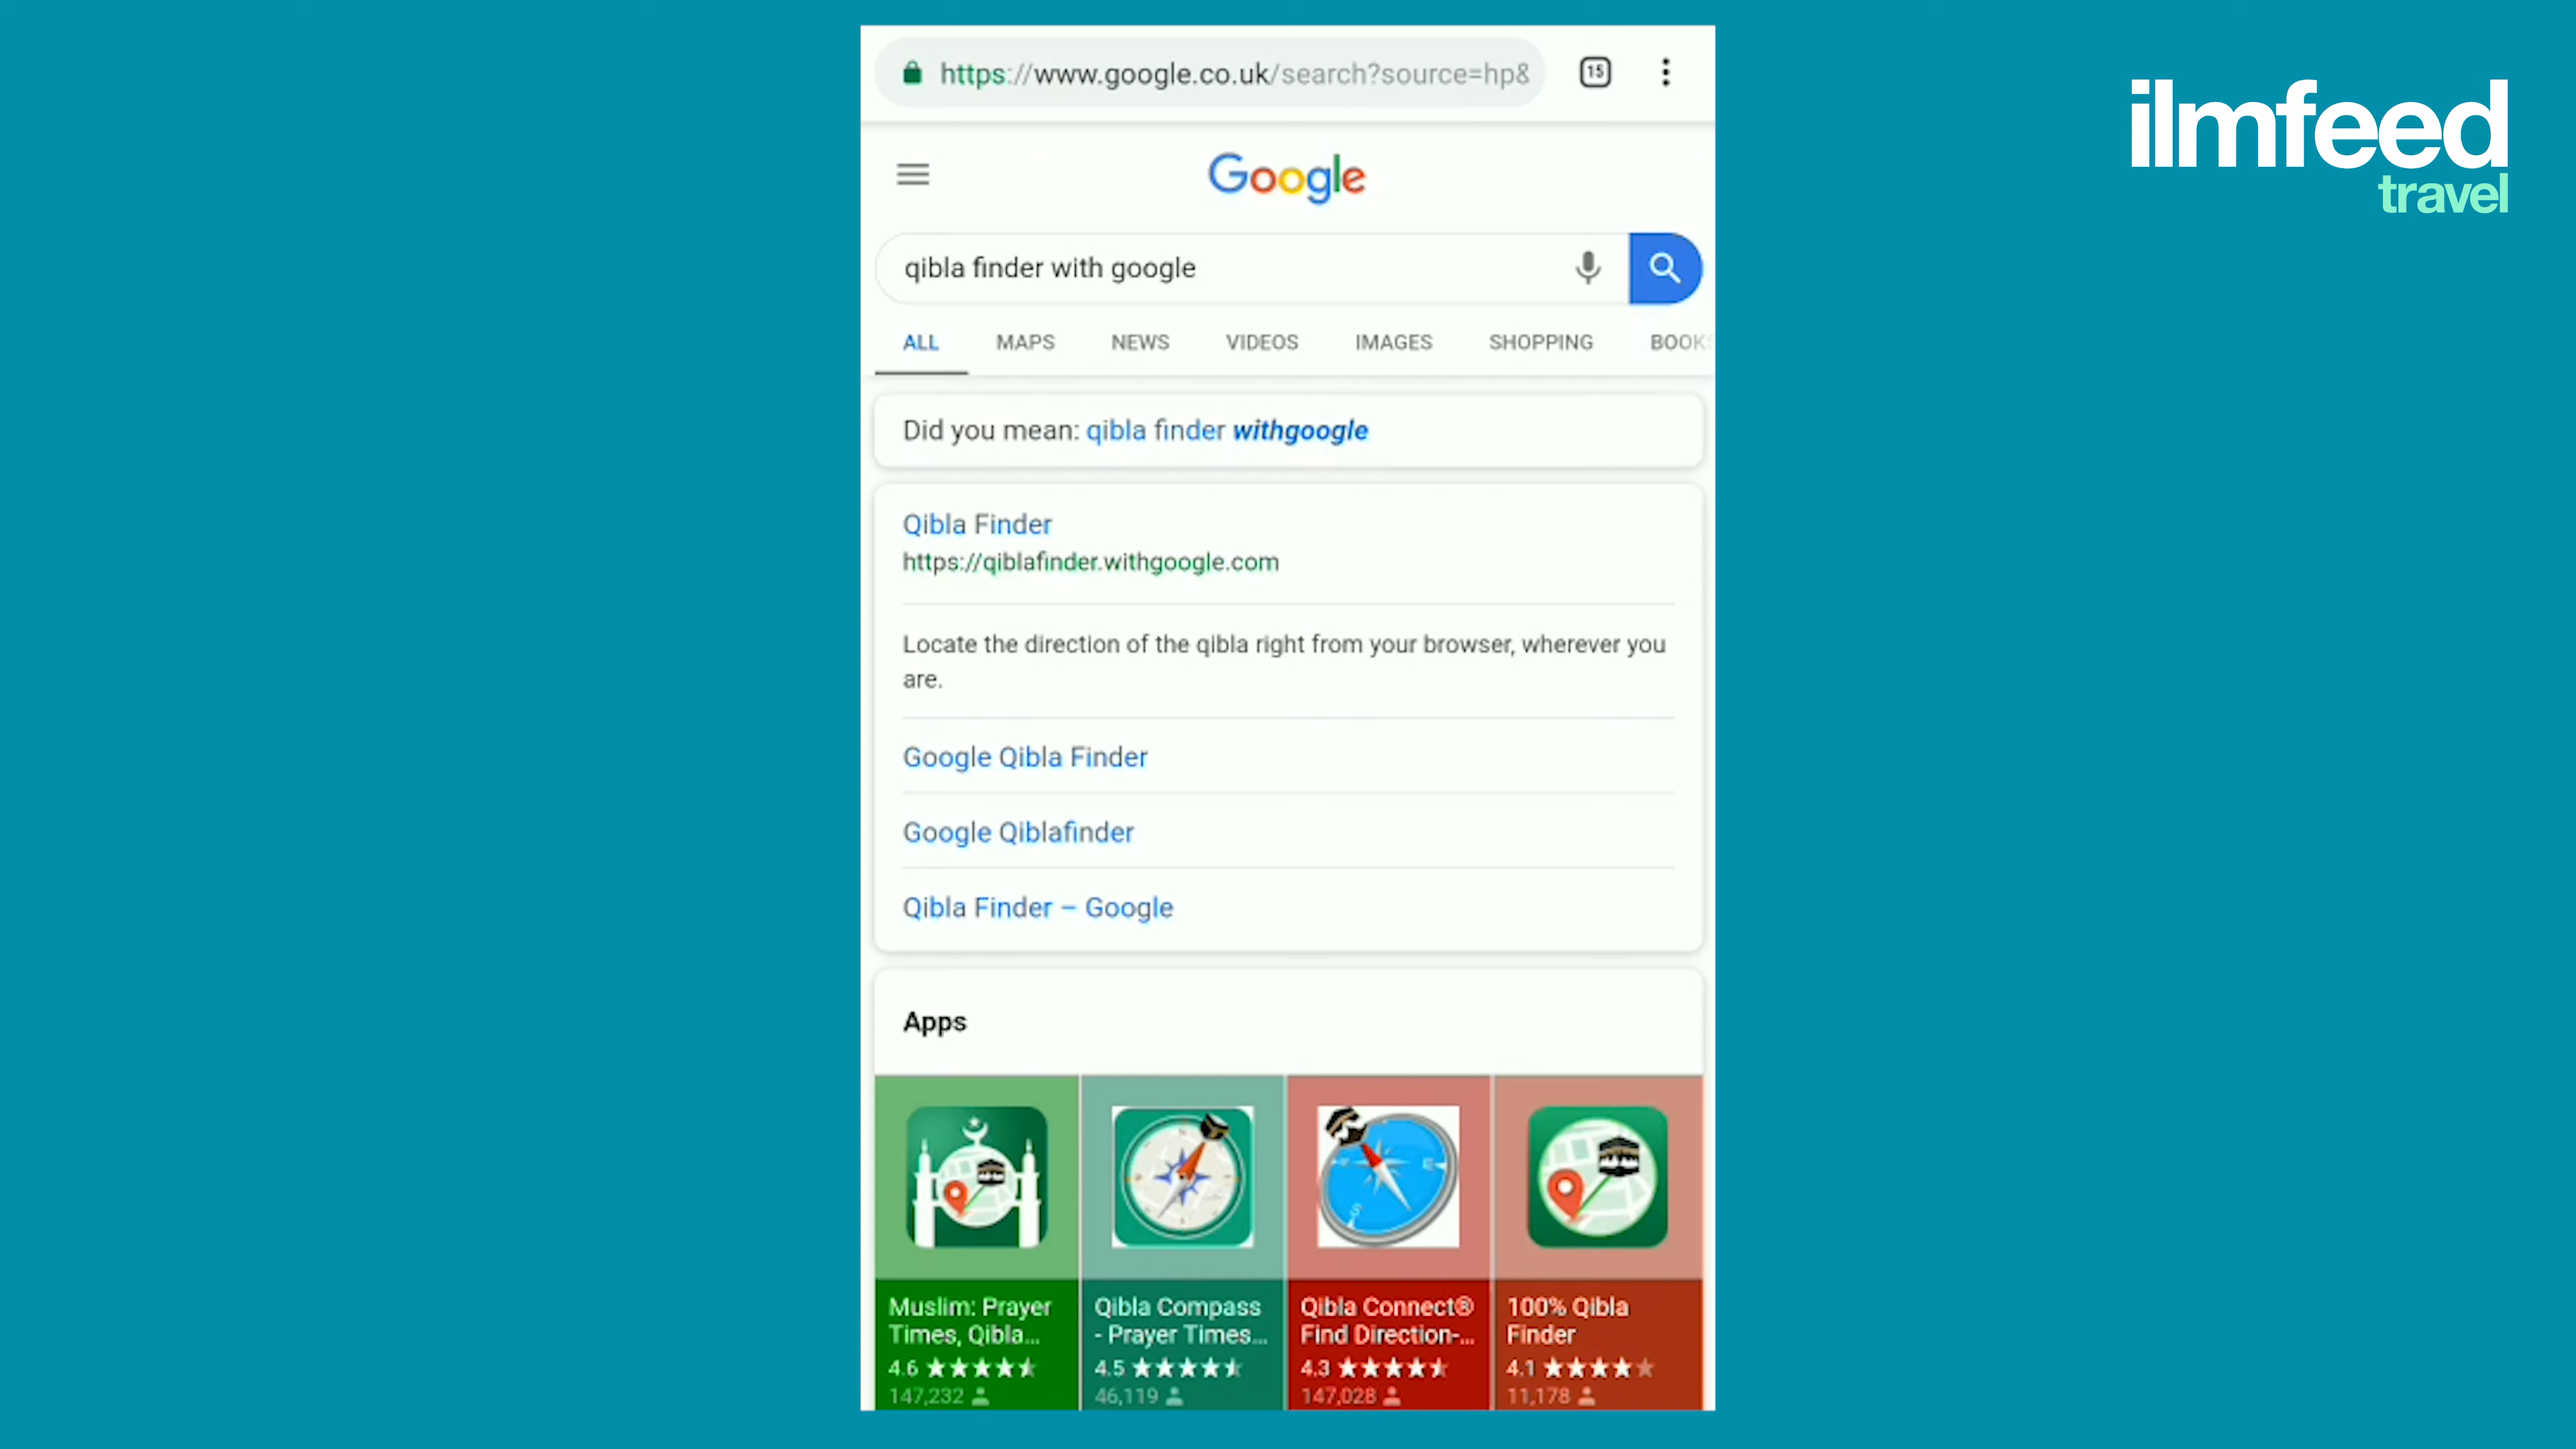 https://www.google.co.uk/search?source=hp&
15
ilmfeed
travel
Google
qibla finder with google
ALL MAPS NEWS VIDEOS IMAGES SHOPPING BOOKS
Did you mean: qibla finder withgoogle
Qibla Finder
https://qiblafinder.withgoogle.com
Locate the direction of the qibla right from your browser, wherever you
are.
Google Qibla Finder
Google Qiblafinder
Qibla Finder – Google
Apps
Muslim: Prayer
Times, Qibla...
4.6
147,232
Qibla Compass
- Prayer Times...
4.5
46,119
Qibla Connect®
Find Direction-...
4.3
147,028
100% Qibla
Finder
4.1
11,178